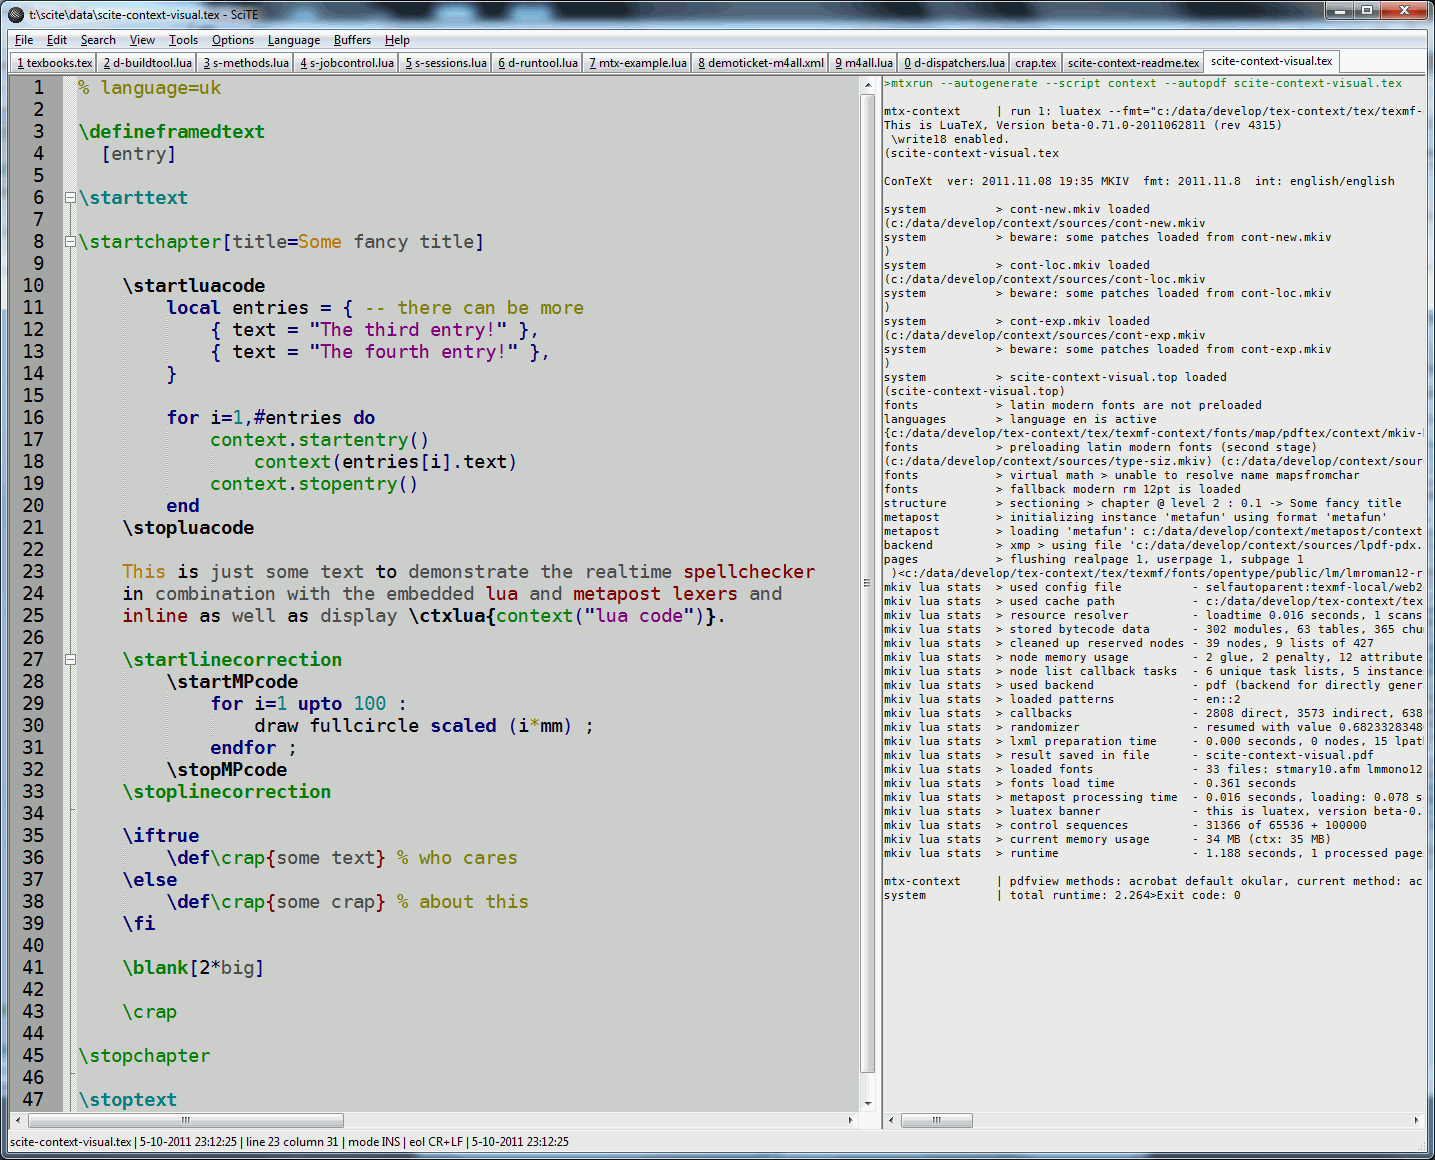 t:\scite\data\scite-context-visual.tex - SciTE
File Edit Search View Tools Options Language Buffers Help
1 texbooks.tex 2 d-buildtool.lua 3 s-methods.lua 4 s-jobcontrol.lua 5 s-sessions.lua 6 d-runtool.lua 7 mtx-example.lua 8 demoticket-m4all.xml 9 m4all.lua 0 d-dispatchers.lua crap.tex scite-context-readme.tex scite-context-visual.tex
1 % language=uk
2
3 \defineframedtext
4 [entry]
5
6 \starttext
7
8 \startchapter[title=Some fancy title]
9
10 \startluacode
11 local entries = { -- there can be more
12 { text = "The third entry!" },
13 { text = "The fourth entry!" },
14 }
15
16 for i=1,#entries do
17 context.startentry()
18 context(entries[i].text)
19 context.stopentry()
20 end
21 \stopluacode
22
23 This is just some text to demonstrate the realtime spellchecker
24 in combination with the embedded lua and metapost lexers and
25 inline as well as display \ctxlua{context("lua code")}.
26
27 \startlinecorrection
28 \startMPcode
29 for i=1 upto 100 :
30 draw fullcircle scaled (i*mm) ;
31 endfor ;
32 \stopMPcode
33 \stoplinecorrection
34
35 \iftrue
36 \def\crap{some text} % who cares
37 \else
38 \def\crap{some crap} % about this
39 \fi
40
41 \blank[2*big]
42
43 \crap
44
45 \stopchapter
46
47 \stoptext
>mtxrun --autogenerate --script context --autopdf scite-context-visual.tex
mtx-context | run 1: luatex --fmt="c:/data/develop/tex-context/tex/texmf-
This is LuaTeX, Version beta-0.71.0-2011062811 (rev 4315)
\write18 enabled.
(scite-context-visual.tex
ConTeXt ver: 2011.11.08 19:35 MKIV fmt: 2011.11.8 int: english/english
system > cont-new.mkiv loaded
(c:/data/develop/context/sources/cont-new.mkiv
system > beware: some patches loaded from cont-new.mkiv
)
system > cont-loc.mkiv loaded
(c:/data/develop/context/sources/cont-loc.mkiv
system > beware: some patches loaded from cont-loc.mkiv
)
system > cont-exp.mkiv loaded
(c:/data/develop/context/sources/cont-exp.mkiv
system > beware: some patches loaded from cont-exp.mkiv
)
system > scite-context-visual.top loaded
(scite-context-visual.top)
fonts > latin modern fonts are not preloaded
languages > language en is active
{c:/data/develop/tex-context/tex/texmf-context/fonts/map/pdftex/context/mkiv-
fonts > preloading latin modern fonts (second stage)
(c:/data/develop/context/sources/type-siz.mkiv) (c:/data/develop/context/sour
fonts > virtual math > unable to resolve name mapsfromchar
fonts > fallback modern rm 12pt is loaded
structure > sectioning > chapter @ level 2 : 0.1 -> Some fancy title
metapost > initializing instance 'metafun' using format 'metafun'
metapost > loading 'metafun': c:/data/develop/context/metapost/context
backend > xmp > using file 'c:/data/develop/context/sources/lpdf-pdx.
pages > flushing realpage 1, userpage 1, subpage 1
)<c:/data/develop/tex-context/tex/texmf/fonts/opentype/public/lm/lmroman12-r
mkiv lua stats > used config file - selfautoparent:texmf-local/web2
mkiv lua stats > used cache path - c:/data/develop/tex-context/tex
mkiv lua stats > resource resolver - loadtime 0.016 seconds, 1 scans
mkiv lua stats > stored bytecode data - 302 modules, 63 tables, 365 chu
mkiv lua stats > cleaned up reserved nodes - 39 nodes, 9 lists of 427
mkiv lua stats > node memory usage - 2 glue, 2 penalty, 12 attribute
mkiv lua stats > node list callback tasks - 6 unique task lists, 5 instance
mkiv lua stats > used backend - pdf (backend for directly gener
mkiv lua stats > loaded patterns - en::2
mkiv lua stats > callbacks - 2808 direct, 3573 indirect, 638
mkiv lua stats > randomizer - resumed with value 0.6823328348
mkiv lua stats > lxml preparation time - 0.000 seconds, 0 nodes, 15 lpat
mkiv lua stats > result saved in file - scite-context-visual.pdf
mkiv lua stats > loaded fonts - 33 files: stmary10.afm lmmono12
mkiv lua stats > fonts load time - 0.361 seconds
mkiv lua stats > metapost processing time - 0.016 seconds, loading: 0.078 s
mkiv lua stats > luatex banner - this is luatex, version beta-0.
mkiv lua stats > control sequences - 31366 of 65536 + 100000
mkiv lua stats > current memory usage - 34 MB (ctx: 35 MB)
mkiv lua stats > runtime - 1.188 seconds, 1 processed page
mtx-context | pdfview methods: acrobat default okular, current method: ac
system | total runtime: 2.264>Exit code: 0
scite-context-visual.tex | 5-10-2011 23:12:25 | line 23 column 31 | mode INS | eol CR+LF | 5-10-2011 23:12:25